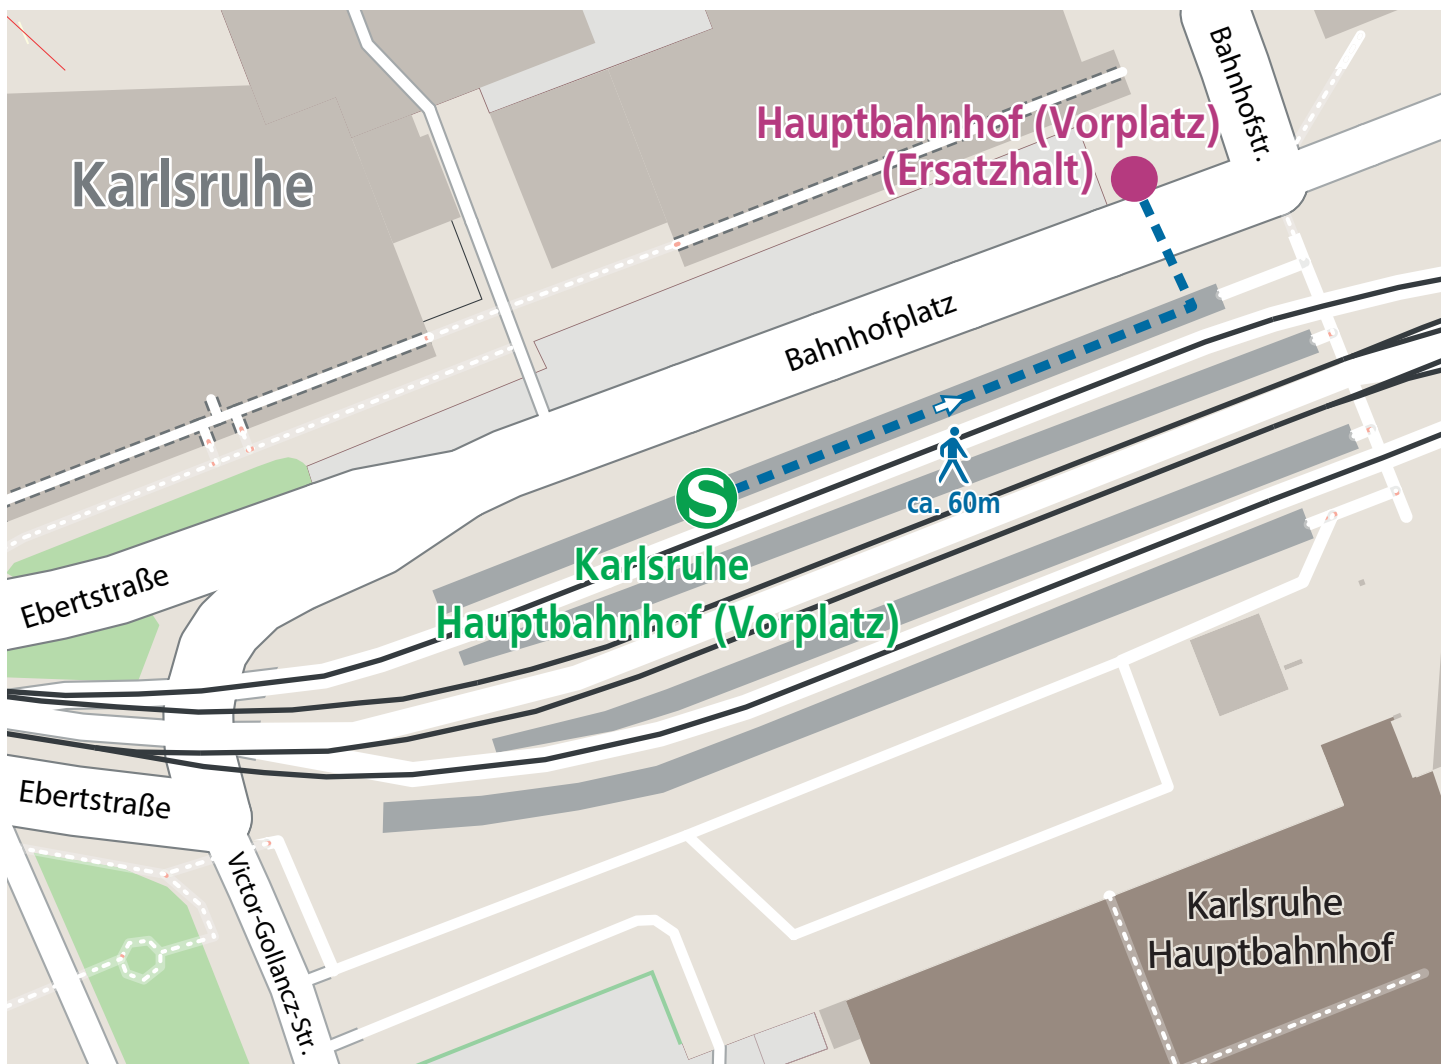 Bahnhofstr.
Hauptbahnhof (Vorplatz)
(Ersatzhalt)
Karlsruhe
Bahnhofplatz
S
ca. 60m
Karlsruhe
Hauptbahnhof (Vorplatz)
Ebertstraße
Ebertstraße
Victor-Gollancz-Str.
Karlsruhe
Hauptbahnhof